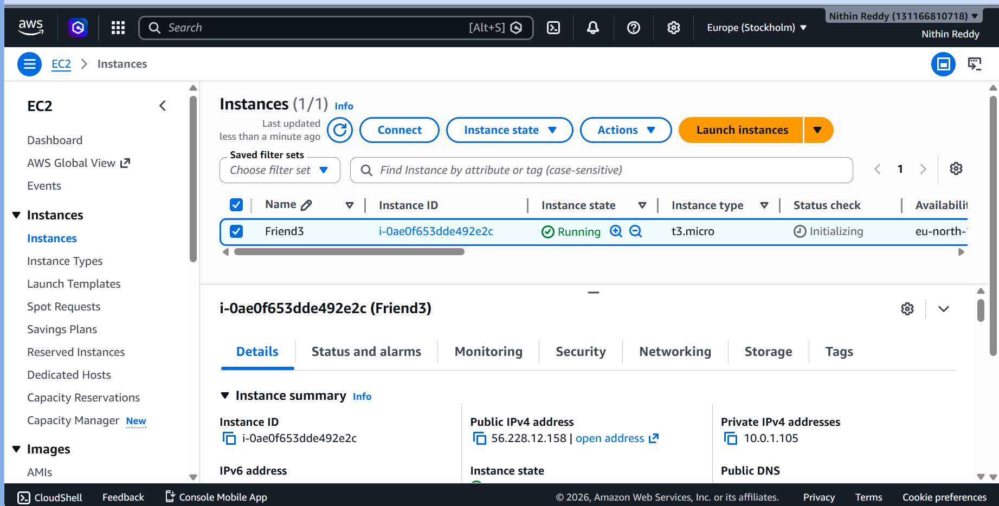 aws
Search [Alt+S]
Europe (Stockholm)
Nithin Reddy (131166810718)
Nithin Reddy
EC2 Instances
EC2
Dashboard
AWS Global View
Events
Instances
Instances
Instance Types
Launch Templates
Spot Requests
Savings Plans
Reserved Instances
Dedicated Hosts
Capacity Reservations
Capacity Manager New
Images
AMIs
Instances (1/1) Info
Last updated
less than a minute ago
Connect Instance state Actions Launch instances
Saved filter sets
Choose filter set
Find Instance by attribute or tag (case-sensitive)
1
Name Instance ID Instance state Instance type Status check Availabilit
Friend3 i-0ae0f653dde492e2c Running t3.micro Initializing eu-north-1
i-0ae0f653dde492e2c (Friend3)
Details Status and alarms Monitoring Security Networking Storage Tags
Instance summary Info
Instance ID
i-0ae0f653dde492e2c
Public IPv4 address
56.228.12.158 | open address
Private IPv4 addresses
10.0.1.105
IPv6 address
Instance state
Public DNS
CloudShell Feedback Console Mobile App
© 2026, Amazon Web Services, Inc. or its affiliates. Privacy Terms Cookie preferences